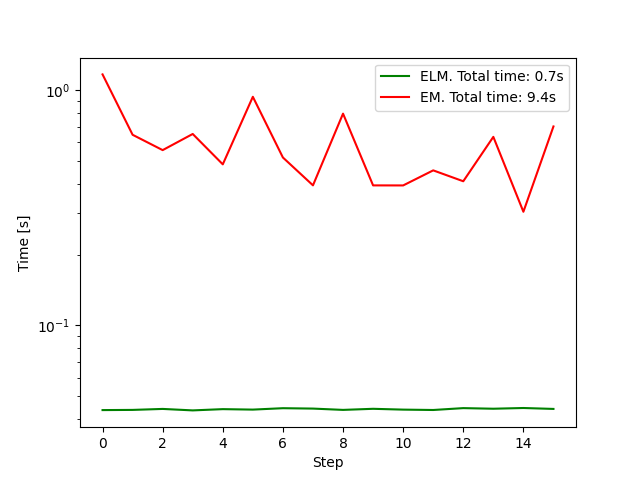 ELM. Total time: 0.7s
EM. Total time: 9.4s
10⁰
10⁻¹
Time [s]
0 2 4 6 8 10 12 14
Step